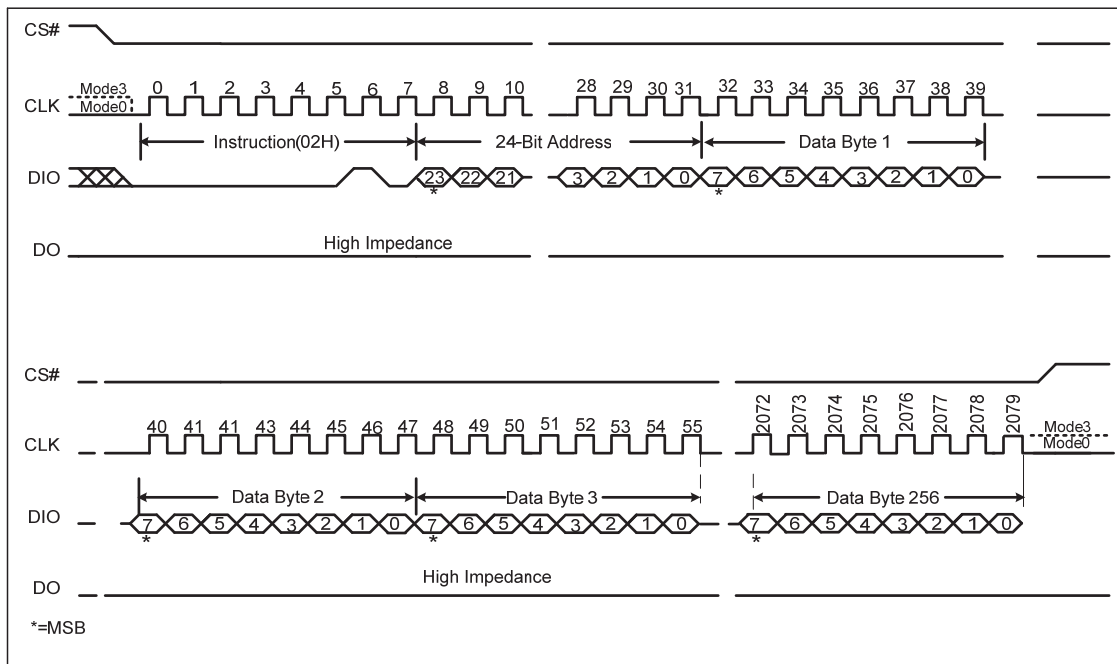 CS#
Mode3
0 1 2 3 4 5 6 7 8 9 10 28 29 30 31 32 33 34 35 36 37 38 39
CLK
Mode0
Instruction(02H) 24-Bit Address Data Byte 1
DIO 23 22 21 3 2 1 0 7 6 5 4 3 2 1 0
* *
High Impedance
DO
CS#
40 41 41 43 44 45 46 47 48 49 50 51 52 53 54 55 2072 2073 2074 2075 2076 2077 2078 2079
Mode3
CLK
Mode0
Data Byte 2 Data Byte 3 Data Byte 256
DIO 7 6 5 4 3 2 1 0 7 6 5 4 3 2 1 0 7 6 5 4 3 2 1 0
* * *
High Impedance
DO
*=MSB